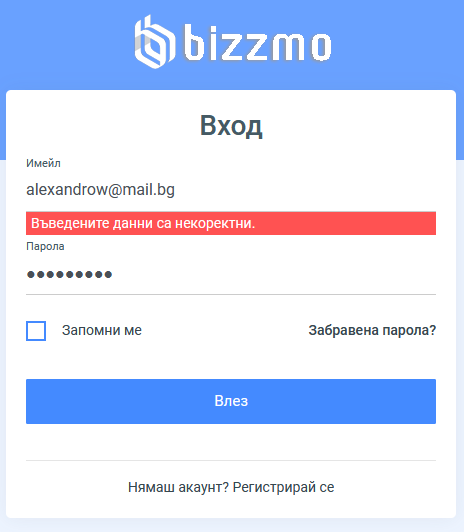 bizzmo
Вход
Имейл
alexandrow@mail.bg
Въведените данни са некоректни.
Парола
●●●●●●●●●
Запомни ме
Забравена парола?
Влез
Нямаш акаунт? Регистрирай се